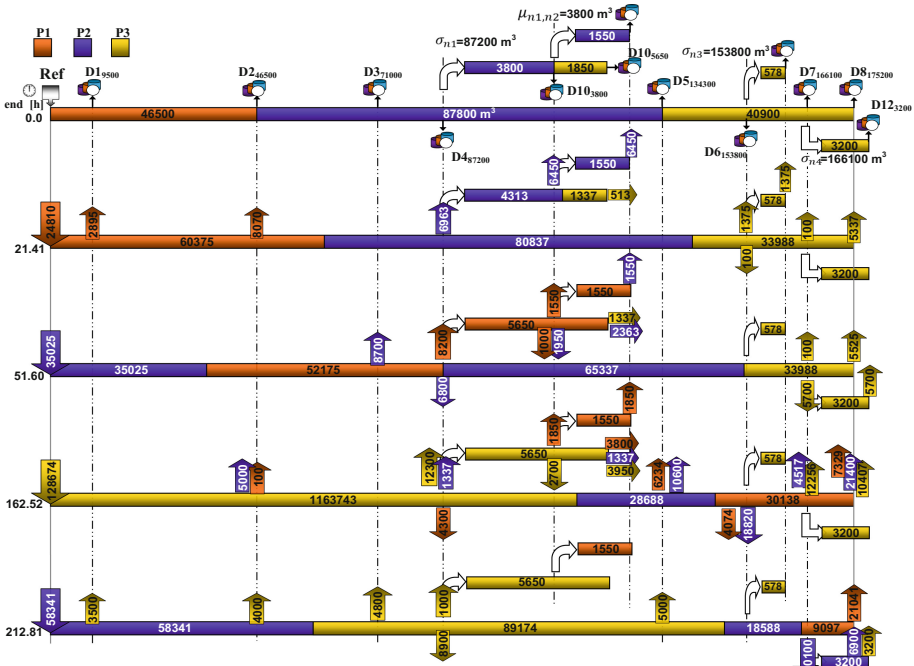 P1 P2 P3
μn1,n2=3800 m³
1550
σn1=87200 m³
3800 1850 D10₅₆₅₀
σn3=153800 m³
578
Ref D1₉₅₀₀ D2₄₆₅₀₀ D3₇₁₀₀₀ D10₃₈₀₀ D5₁₃₄₃₀₀ D7₁₆₆₁₀₀ D8₁₇₅₂₀₀
end [h]
0.0 46500 87800 m³ 40900
D12₃₂₀₀
D4₈₇₂₀₀ D6₁₅₃₈₀₀ 3200
σn4=166100 m³
6450 1550 6450
4313 1337 513 578 1375
24810 2895 8070 6963 1375 100 5337
21.41 60375 80837 33988
100 3200
1550 1550 1550
5650 1337 2363
35025 8700 8200 1000 1950 578 100 5525
51.60 35025 52175 65337 33988
6800 5700 3200 5700
1850 1550 1850
5650 3800 1337 3950
128674 5000 12300 1337 2700 6234 10600 578 4517 12256 7329 21400 10407
162.52 1163743 28688 30138
4300 4074 18820 3200
1550
5650 578
58341 3500 4000 4800 1000 5000 2104
212.81 58341 89174 18588 9097
8900 3200 6900 3200